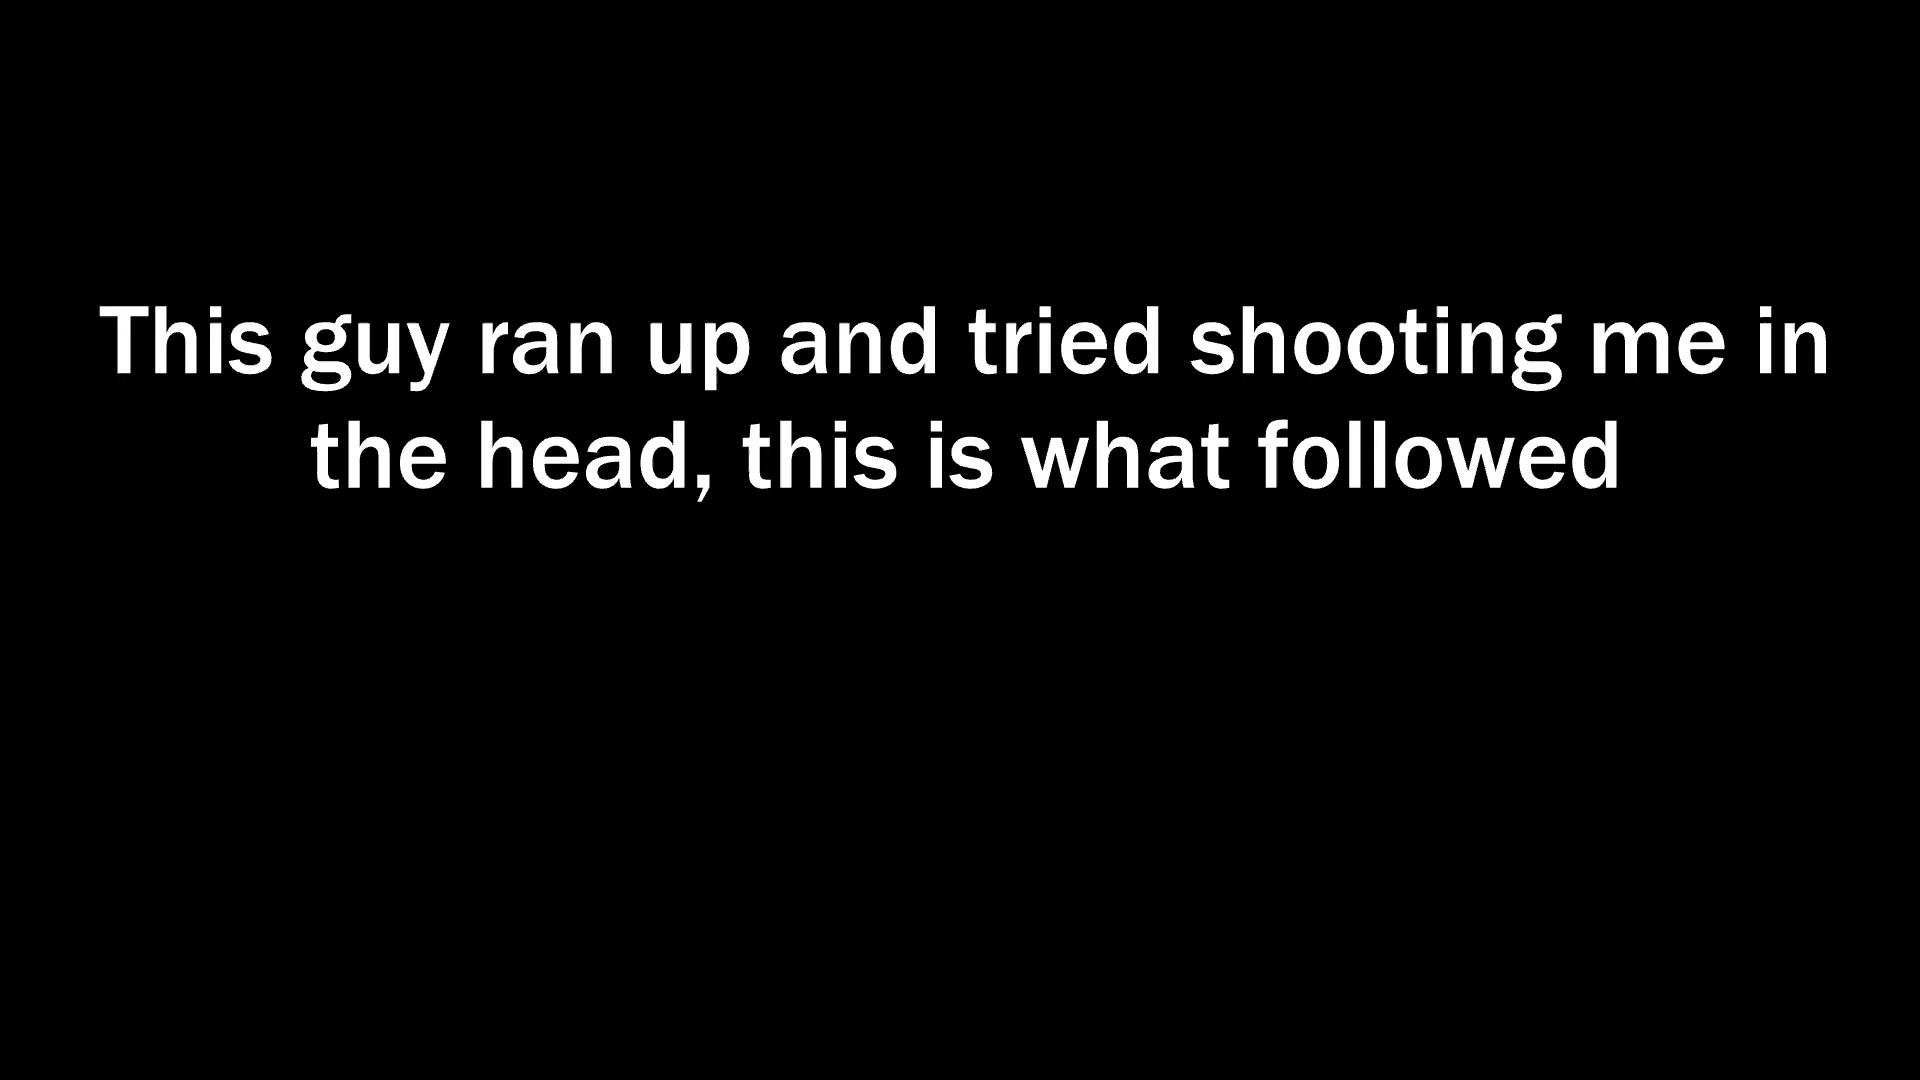 This guy ran up and tried shooting me in
the head, this is what followed